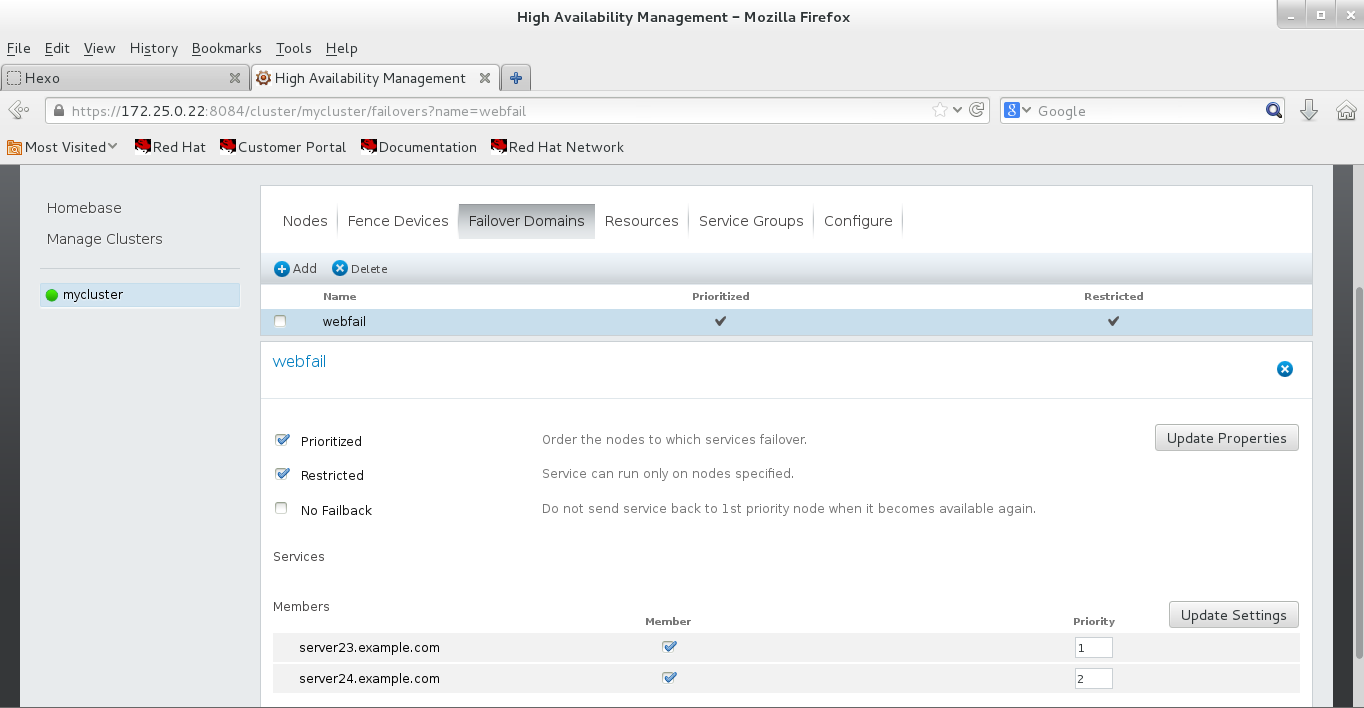 High Availability Management - Mozilla Firefox
File Edit View History Bookmarks Tools Help
Hexo High Availability Management
https://172.25.0.22:8084/cluster/mycluster/failovers?name=webfail 8 Google
Most Visited Red Hat Customer Portal Documentation Red Hat Network
Homebase
Manage Clusters
mycluster
Nodes Fence Devices Failover Domains Resources Service Groups Configure
Add Delete
Name Prioritized Restricted
webfail
webfail
Prioritized Order the nodes to which services failover. Update Properties
Restricted Service can run only on nodes specified.
No Failback Do not send service back to 1st priority node when it becomes available again.
Services
Members Update Settings
Member Priority
server23.example.com 1
server24.example.com 2